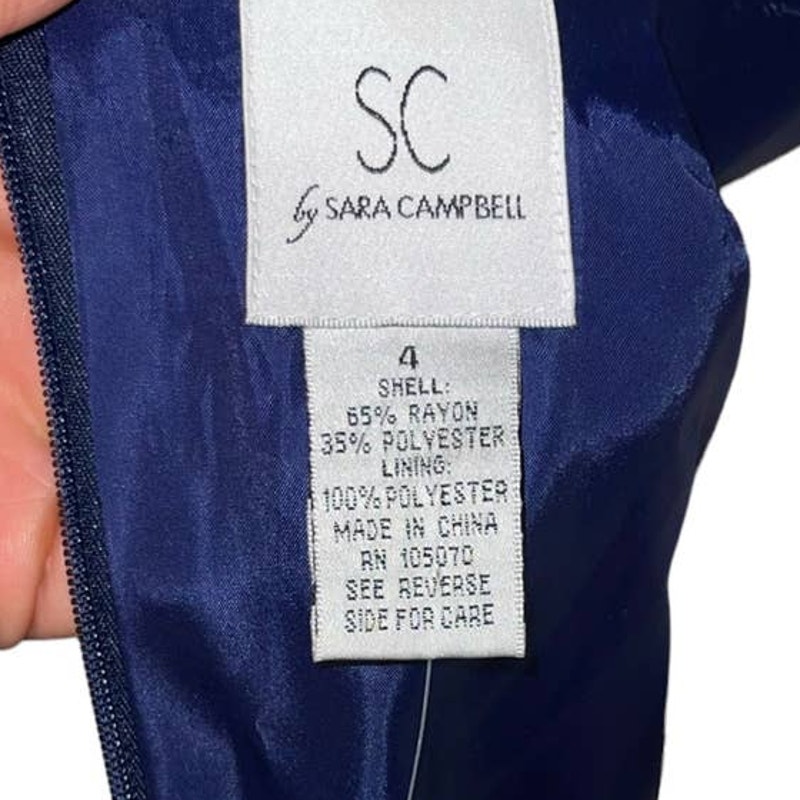 SC
by SARA CAMPBELL
4
SHELL:
65% RAYON
35% POLYESTER
LINING:
100% POLYESTER
MADE IN CHINA
RN 105070
SEE REVERSE
SIDE FOR CARE